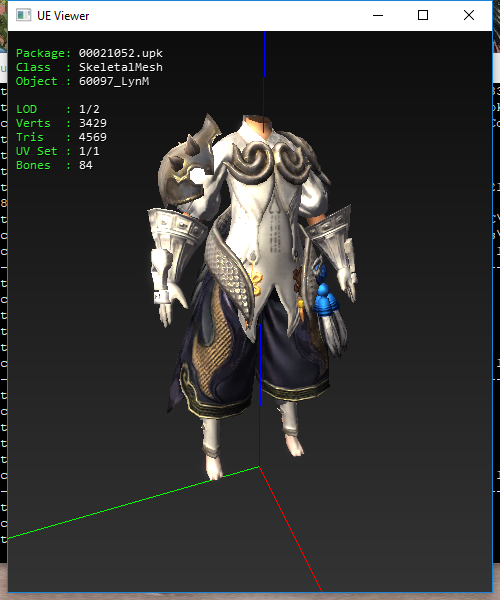 UE Viewer
Package: 00021052.upk
Class : SkeletalMesh
Object : 60097_LynM
LOD : 1/2
Verts : 3429
Tris : 4569
UV Set : 1/1
Bones : 84